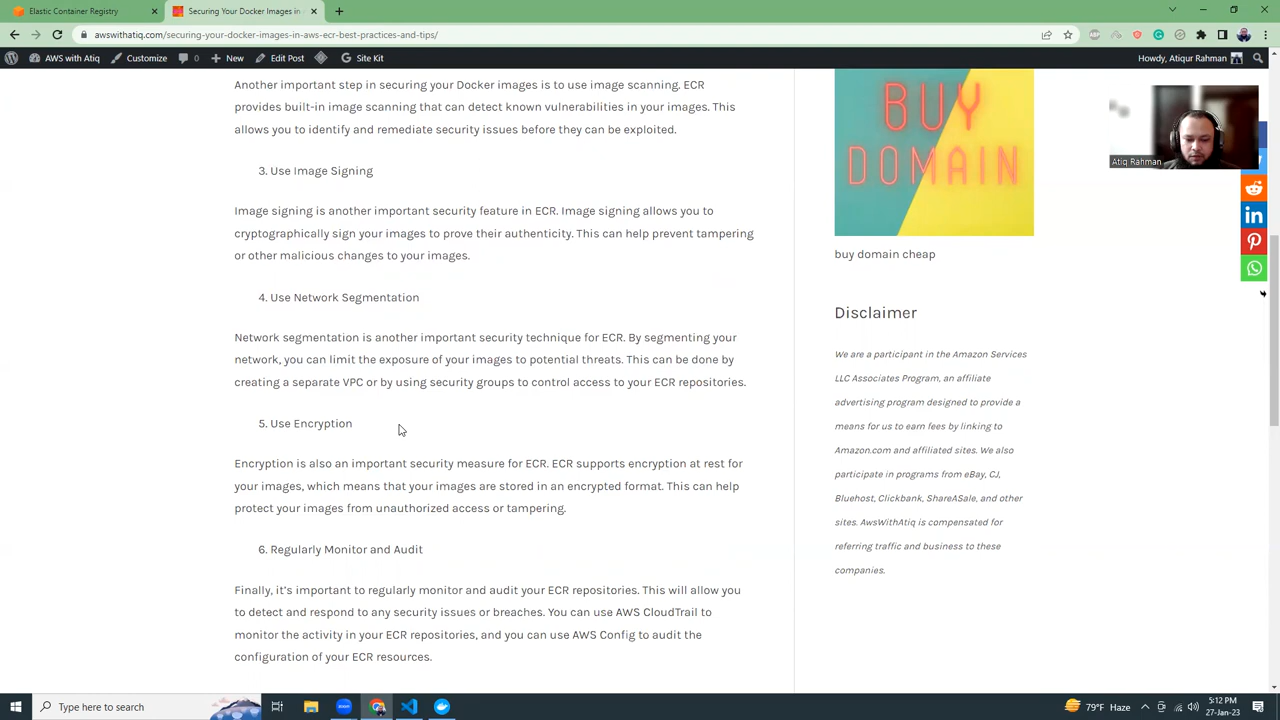 Elastic Container Registry
Securing Your Docker Images in
awswithatiq.com/securing-your-docker-images-in-aws-ecr-best-practices-and-tips/
AWS with Atiq
Customize
0
New
Edit Post
Site Kit
Howdy, Atiqur Rahman
Another important step in securing your Docker images is to use image scanning. ECR
provides built-in image scanning that can detect known vulnerabilities in your images. This
allows you to identify and remediate security issues before they can be exploited.
3. Use Image Signing
Image signing is another important security feature in ECR. Image signing allows you to
cryptographically sign your images to prove their authenticity. This can help prevent tampering
or other malicious changes to your images.
4. Use Network Segmentation
Network segmentation is another important security technique for ECR. By segmenting your
network, you can limit the exposure of your images to potential threats. This can be done by
creating a separate VPC or by using security groups to control access to your ECR repositories.
5. Use Encryption
Encryption is also an important security measure for ECR. ECR supports encryption at rest for
your images, which means that your images are stored in an encrypted format. This can help
protect your images from unauthorized access or tampering.
6. Regularly Monitor and Audit
Finally, it's important to regularly monitor and audit your ECR repositories. This will allow you
to detect and respond to any security issues or breaches. You can use AWS CloudTrail to
monitor the activity in your ECR repositories, and you can use AWS Config to audit the
configuration of your ECR resources.
BUY
DOMAIN
buy domain cheap
Disclaimer
We are a participant in the Amazon Services
LLC Associates Program, an affiliate
advertising program designed to provide a
means for us to earn fees by linking to
Amazon.com and affiliated sites. We also
participate in programs from eBay, CJ,
Bluehost, Clickbank, ShareASale, and other
sites. AwsWithAtiq is compensated for
referring traffic and business to these
companies.
Atiq Rahman
Type here to search
79°F Haze
5:12 PM
27-Jan-23